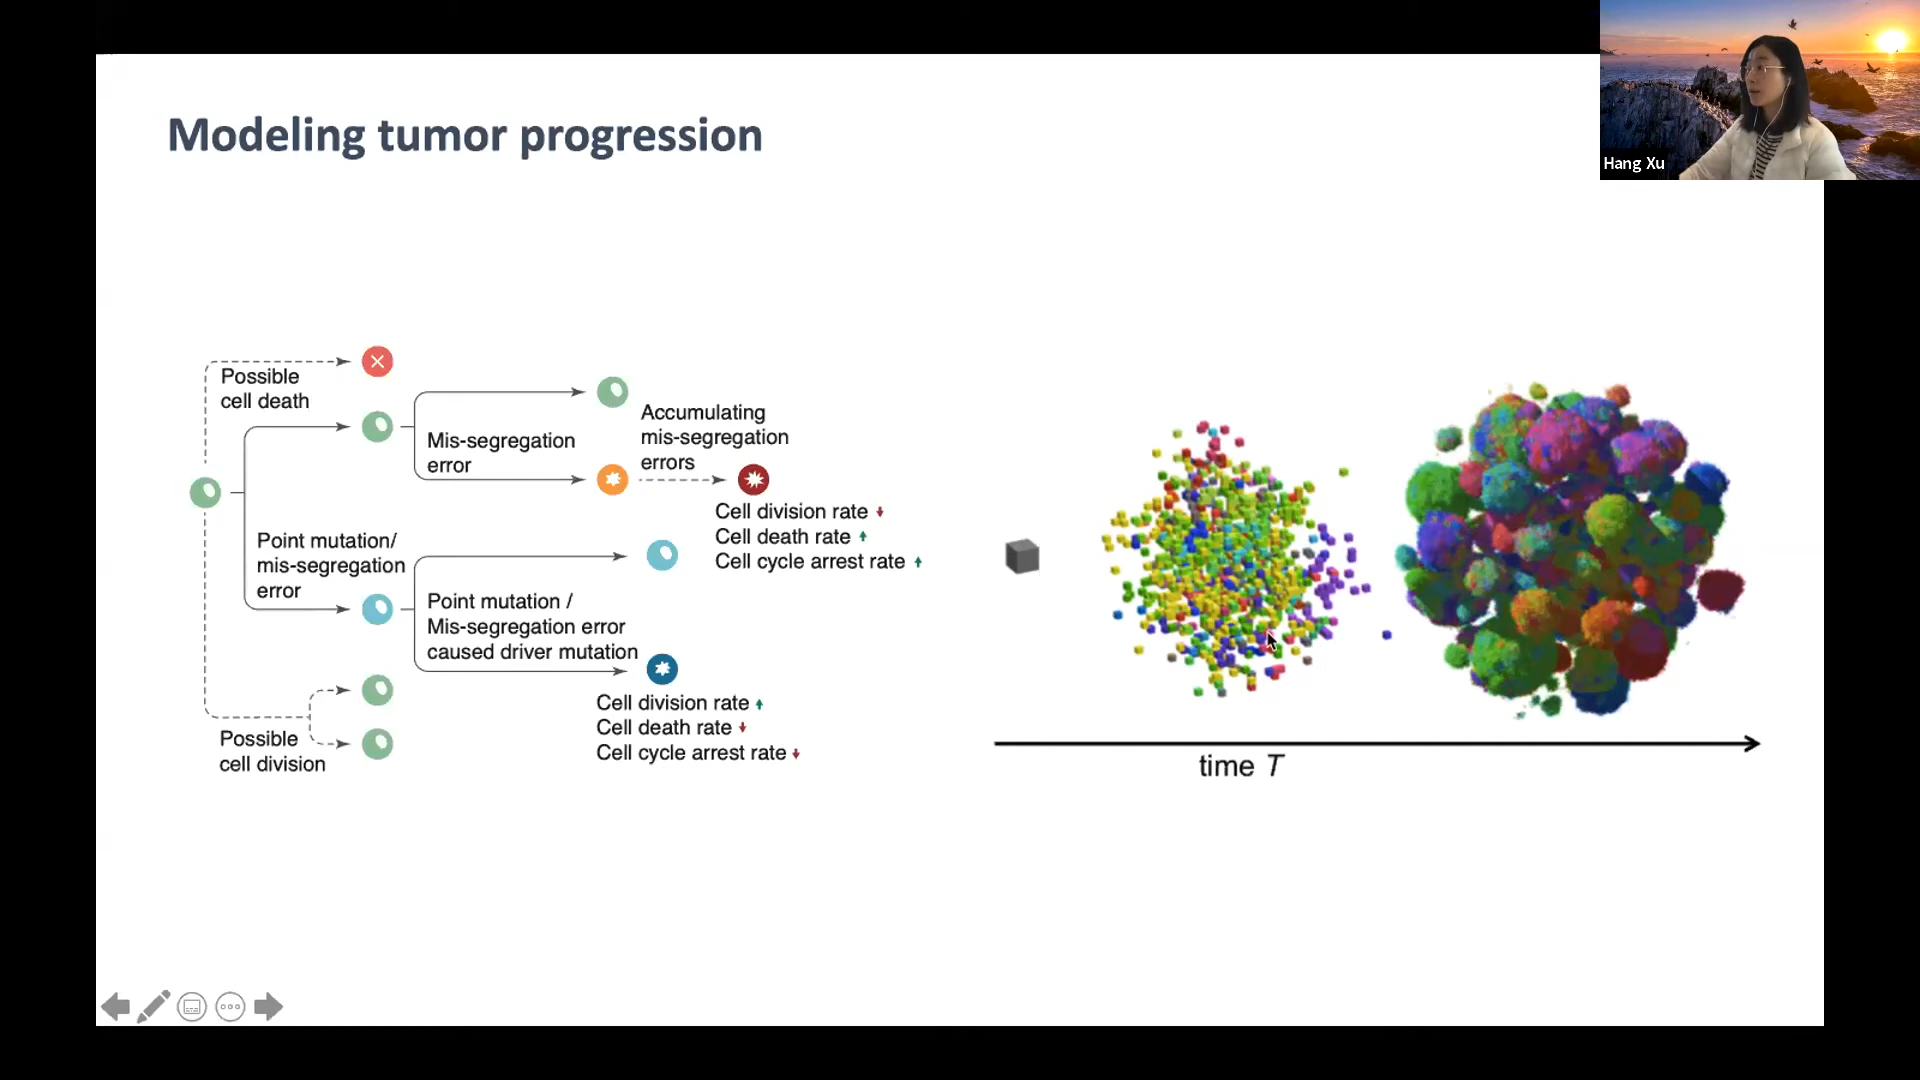 Modeling tumor progression
Hang Xu
Possible
cell death
Mis-segregation
error
Accumulating
mis-segregation
errors
Cell division rate
Cell death rate
Cell cycle arrest rate
Point mutation/
mis-segregation
error
Point mutation /
Mis-segregation error
caused driver mutation
Cell division rate
Cell death rate
Cell cycle arrest rate
Possible
cell division
time T